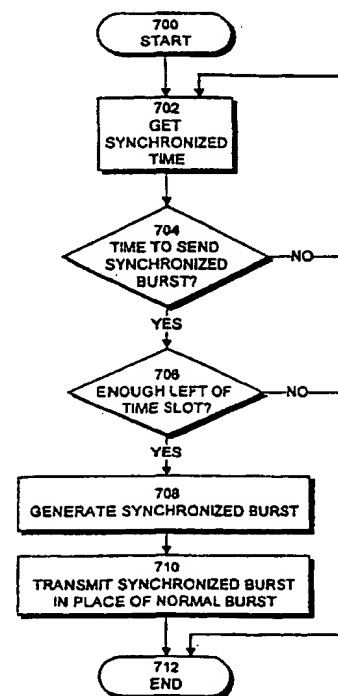 700
START
702
GET
SYNCHRONIZED
TIME
704
TIME TO SEND
SYNCHRONIZED
BURST?
NO
YES
706
ENOUGH LEFT OF
TIME SLOT?
NO
YES
708
GENERATE SYNCHRONIZED BURST
710
TRANSMIT SYNCHRONIZED BURST
IN PLACE OF NORMAL BURST
712
END